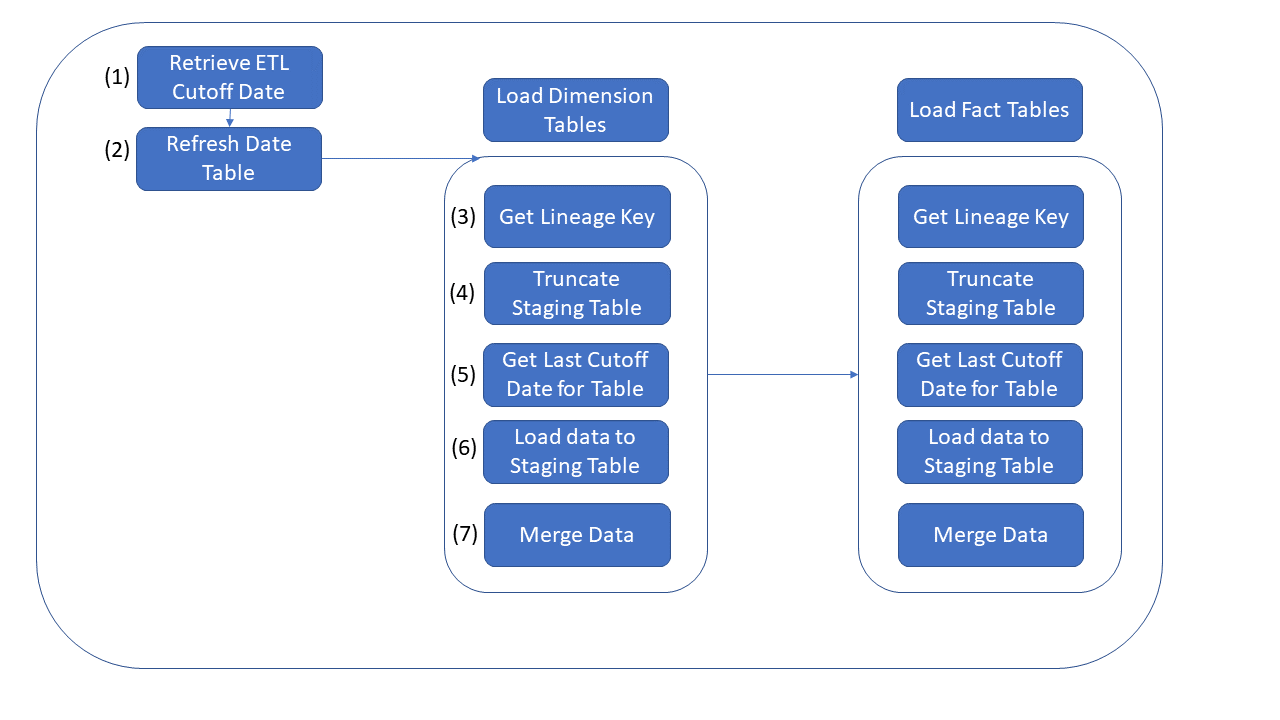 (1)
Retrieve ETL
Cutoff Date
(2)
Refresh Date
Table
Load Dimension
Tables
(3)
Get Lineage Key
(4)
Truncate
Staging Table
(5)
Get Last Cutoff
Date for Table
(6)
Load data to
Staging Table
(7)
Merge Data
Load Fact Tables
Get Lineage Key
Truncate
Staging Table
Get Last Cutoff
Date for Table
Load data to
Staging Table
Merge Data